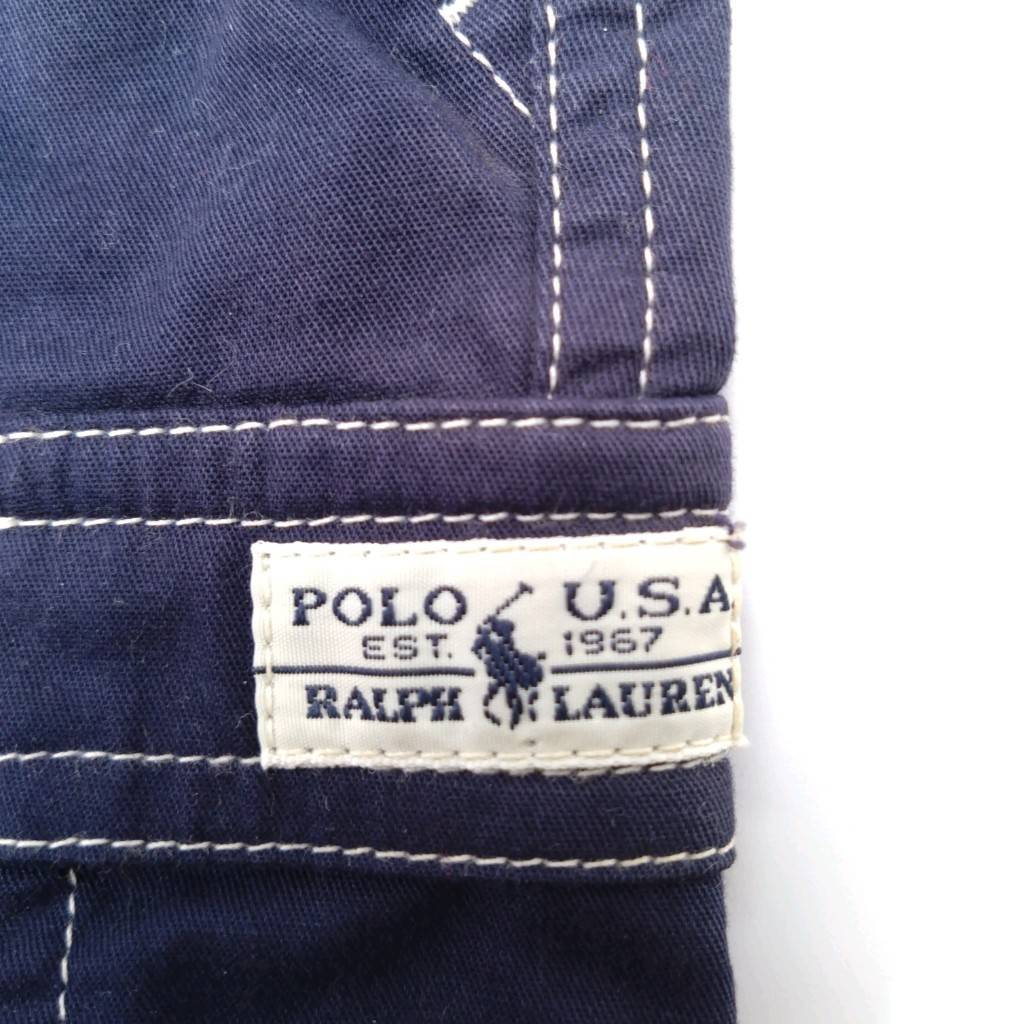 POLO U.S.A
EST. 1967
RALPH LAUREN